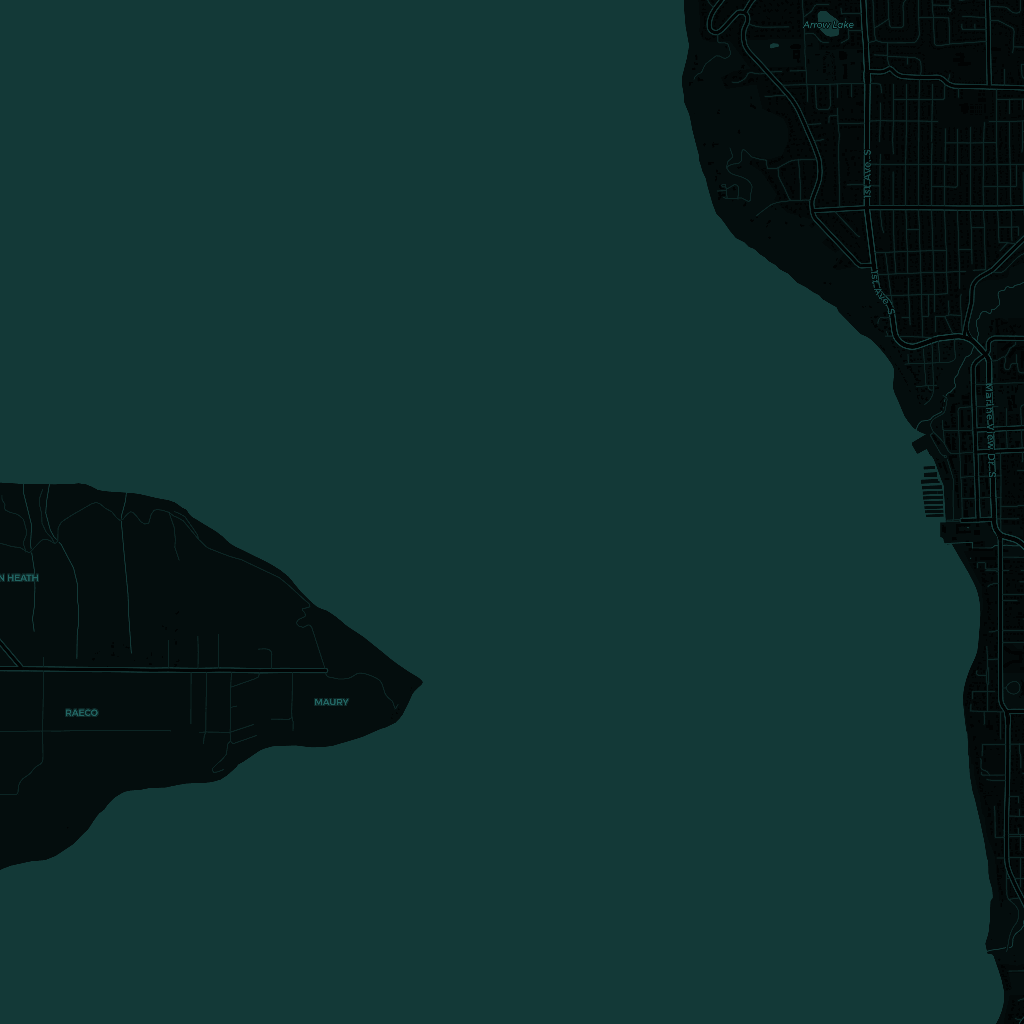 Arrow Lake
1st Ave. S
1st Ave. S
Marine View Dr. S
N HEATH
MAURY
RAECO